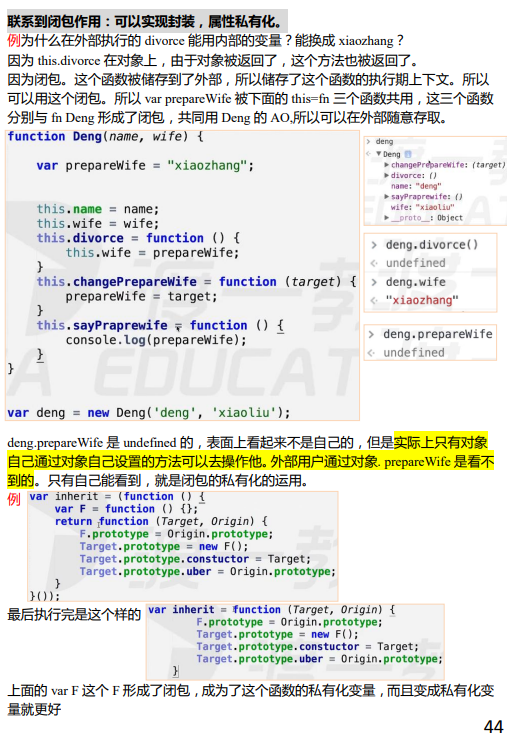 联系到闭包作用：可以实现封装，属性私有化。
例为什么在外部执行的 divorce 能用内部的变量？能换成 xiaozhang？
因为 this.divorce 在对象上，由于对象被返回了，这个方法也被返回了。
因为闭包。这个函数被储存到了外部，所以储存了这个函数的执行期上下文。所以
可以用这个闭包。所以 var prepareWife 被下面的 this=fn 三个函数共用，这三个函数
分别与 fn Deng 形成了闭包，共同用 Deng 的 AO,所以可以在外部随意存取。
function Deng(name, wife) {
var prepareWife = "xiaozhang";
this.name = name;
this.wife = wife;
this.divorce = function () {
this.wife = prepareWife;
}
this.changePrepareWife = function (target) {
prepareWife = target;
}
this.sayPraprewife = function () {
console.log(prepareWife);
}
}
var deng = new Deng('deng', 'xiaoliu');
> deng
▼Deng
▶changePrepareWife: (target)
▶divorce: ()
name: "deng"
▶sayPraprewife: ()
wife: "xiaoliu"
▶__proto__: Object
> deng.divorce()
< undefined
> deng.wife
< "xiaozhang"
> deng.prepareWife
< undefined
deng.prepareWife 是 undefined 的，表面上看起来不是自己的，但是实际上只有对象
自己通过对象自己设置的方法可以去操作他。外部用户通过对象. prepareWife 是看不
到的。只有自己能看到，就是闭包的私有化的运用。
例
var inherit = (function () {
var F = function () {};
return function (Target, Origin) {
F.prototype = Origin.prototype;
Target.prototype = new F();
Target.prototype.constuctor = Target;
Target.prototype.uber = Origin.prototype;
}
}());
最后执行完是这个样的
var inherit = function (Target, Origin) {
F.prototype = Origin.prototype;
Target.prototype = new F();
Target.prototype.constuctor = Target;
Target.prototype.uber = Origin.prototype;
}
上面的 var F 这个 F 形成了闭包，成为了这个函数的私有化变量，而且变成私有化变
量就更好
44